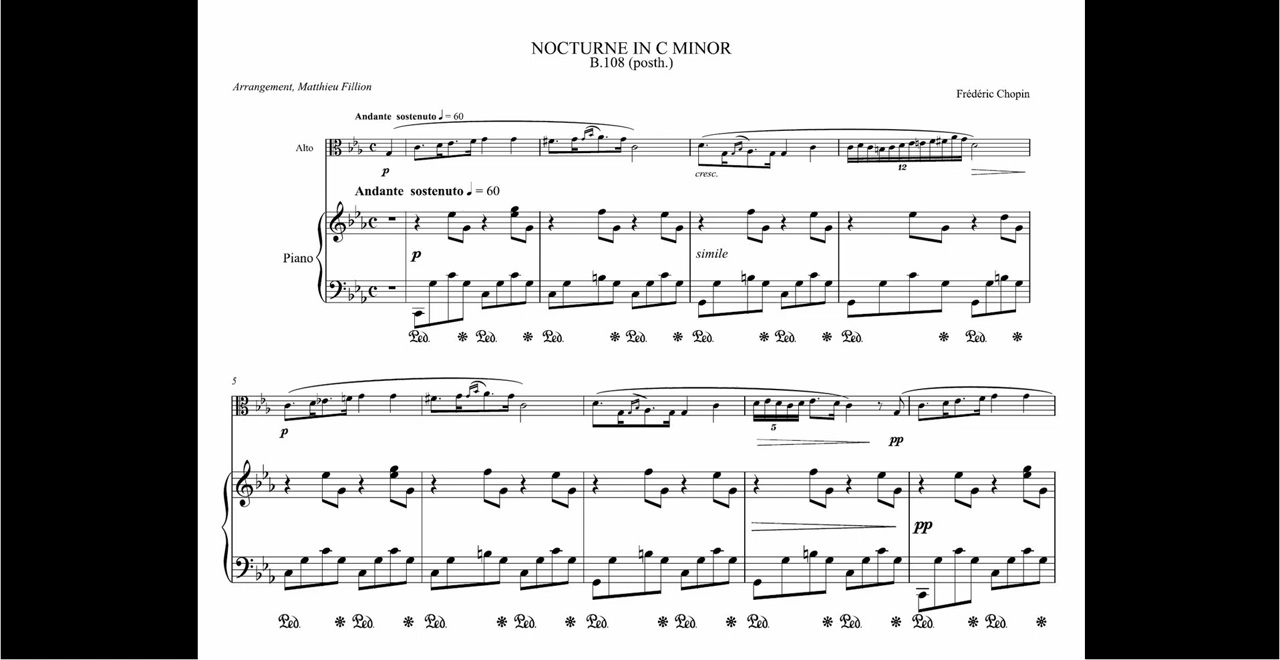 NOCTURNE IN C MINOR
B.108 (posth.)
Arrangement, Matthieu Fillion
Frédéric Chopin
Andante sostenuto ♩ = 60
Alto
p
cresc.
12
Andante sostenuto ♩ = 60
Piano
p
simile
Ped. * Ped. * Ped. * Ped. * Ped. * Ped. * Ped. * Ped. *
5
p
5
pp
pp
Ped. * Ped. * Ped. * Ped. * Ped. * Ped. * Ped. * Ped. * Ped. * Ped. *